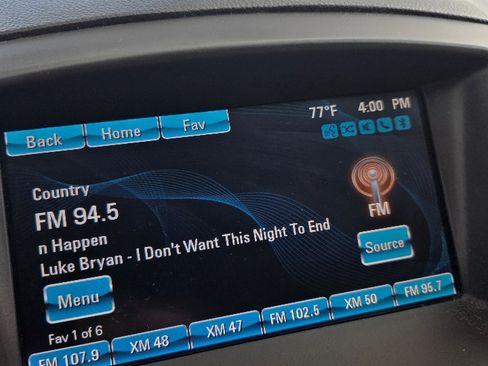 Back Home Fav
77°F 4:00 PM
Country
FM 94.5
n Happen
Luke Bryan - I Don't Want This Night To End
FM
Source
Menu
Fav 1 of 6
FM 107.9 XM 48 XM 47 FM 102.5 XM 50 FM 95.7